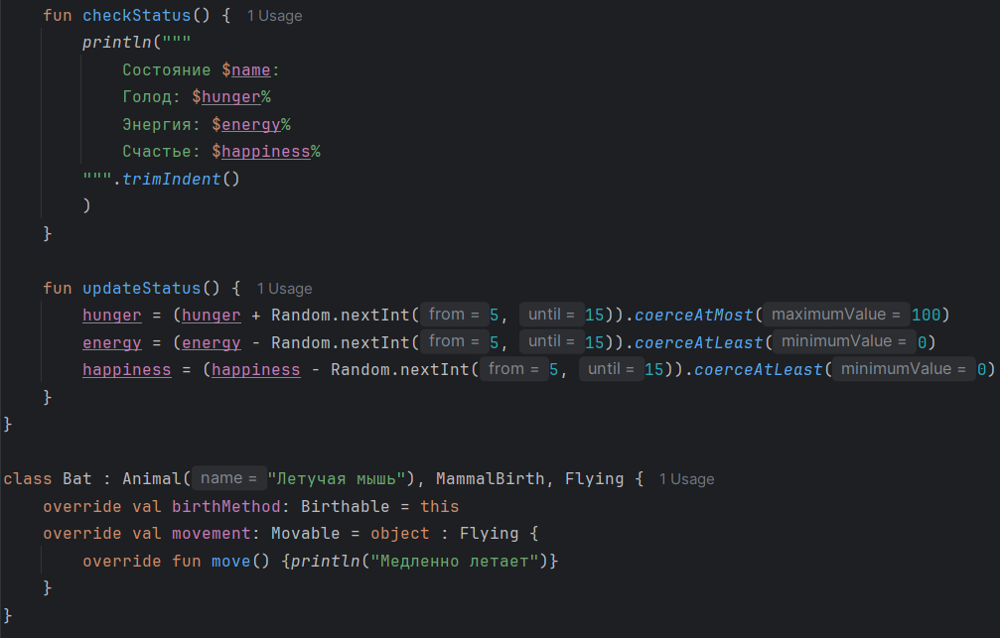 fun checkStatus() { 1 Usage
println("""
Состояние $name:
Голод: $hunger%
Энергия: $energy%
Счастье: $happiness%
""".trimIndent()
)
}
fun updateStatus() { 1 Usage
hunger = (hunger + Random.nextInt( from = 5, until = 15)).coerceAtMost( maximumValue = 100)
energy = (energy - Random.nextInt( from = 5, until = 15)).coerceAtLeast( minimumValue = 0)
happiness = (happiness - Random.nextInt( from = 5, until = 15)).coerceAtLeast( minimumValue = 0)
}
}
class Bat : Animal( name = "Летучая мышь"), MammalBirth, Flying { 1 Usage
override val birthMethod: Birthable = this
override val movement: Movable = object : Flying {
override fun move() {println("Медленно летает")}
}
}